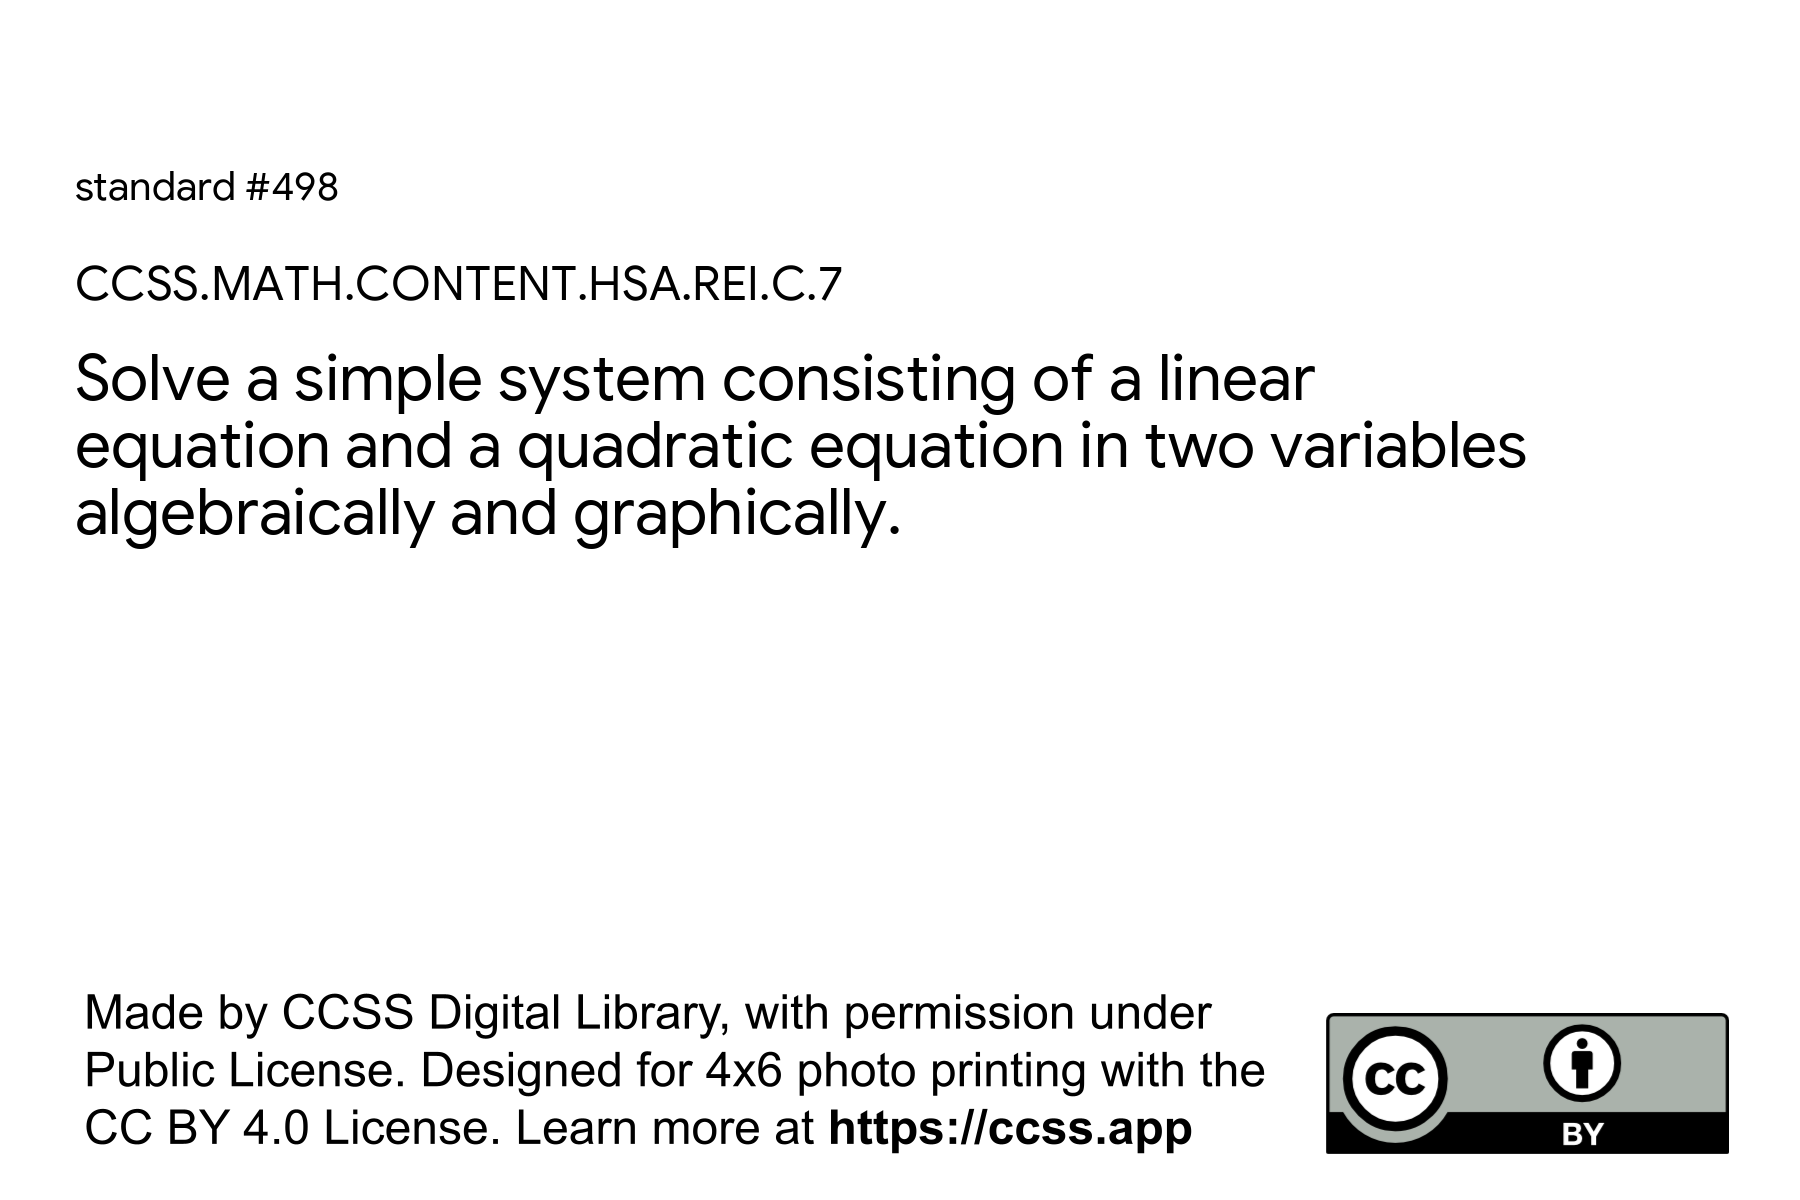 standard #498
CCSS.MATH.CONTENT.HSA.REI.C.7
Solve a simple system consisting of a linear
equation and a quadratic equation in two variables
algebraically and graphically.
Made by CCSS Digital Library, with permission under
Public License. Designed for 4x6 photo printing with the
CC BY 4.0 License. Learn more at https://ccss.app
CC
BY